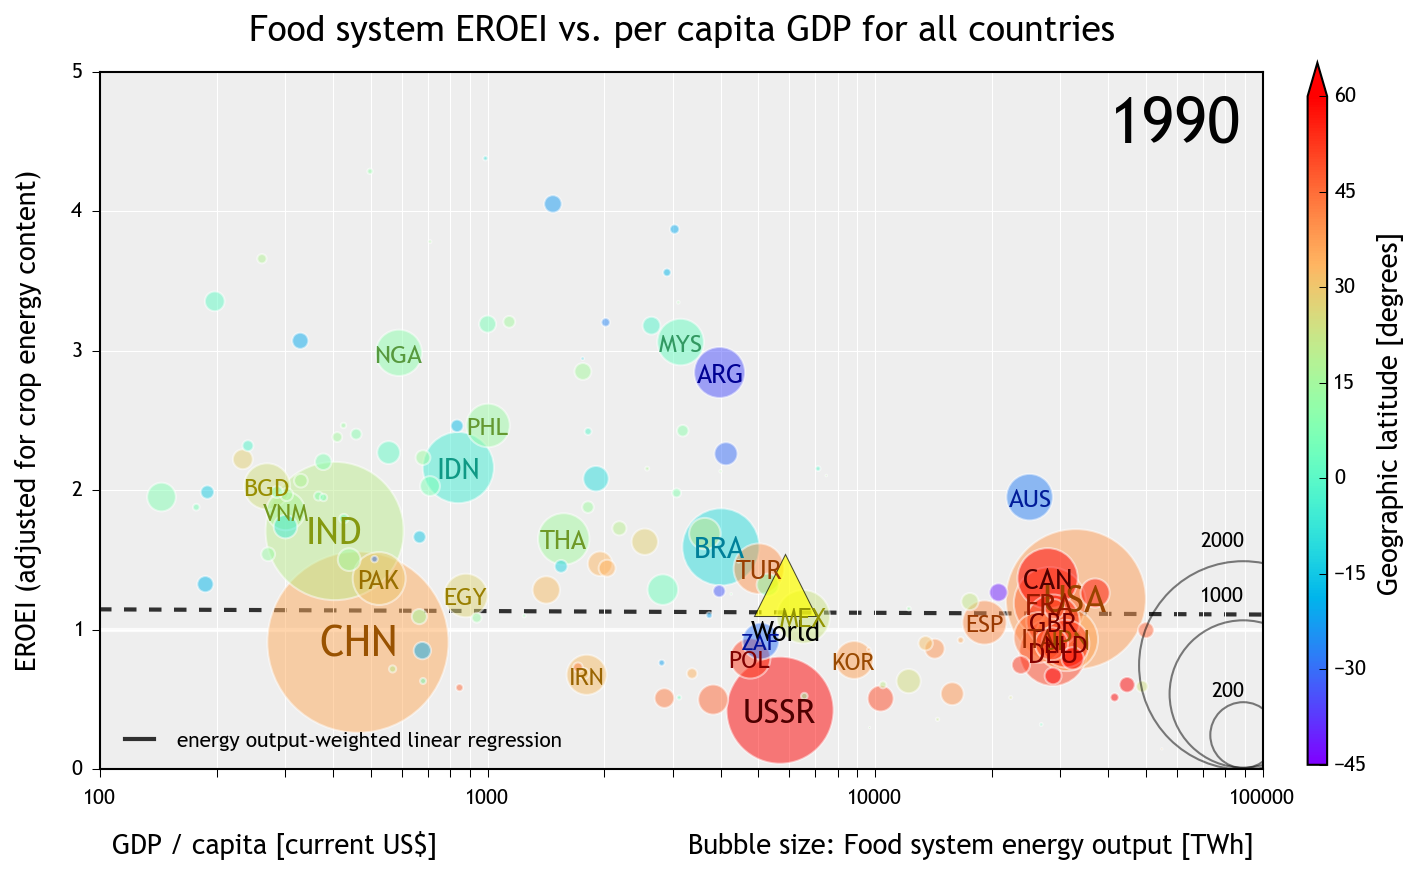 Food system EROEI vs. per capita GDP for all countries
1990
EROEI (adjusted for crop energy content)
5
4
3
2
1
0
NGA
MYS
ARG
PHL
IDN
BGD
VNM
IND
AUS
THA
BRA
TUR
PAK
EGY
CAN
USA
FRA
MEX
GBR
ESP
World
ZAF
NLD
POL
DEU
KOR
CHN
IRN
USSR
2000
1000
200
energy output-weighted linear regression
100
1000
10000
100000
GDP / capita [current US$]
Bubble size: Food system energy output [TWh]
60
45
30
15
0
−15
−30
−45
Geographic latitude [degrees]